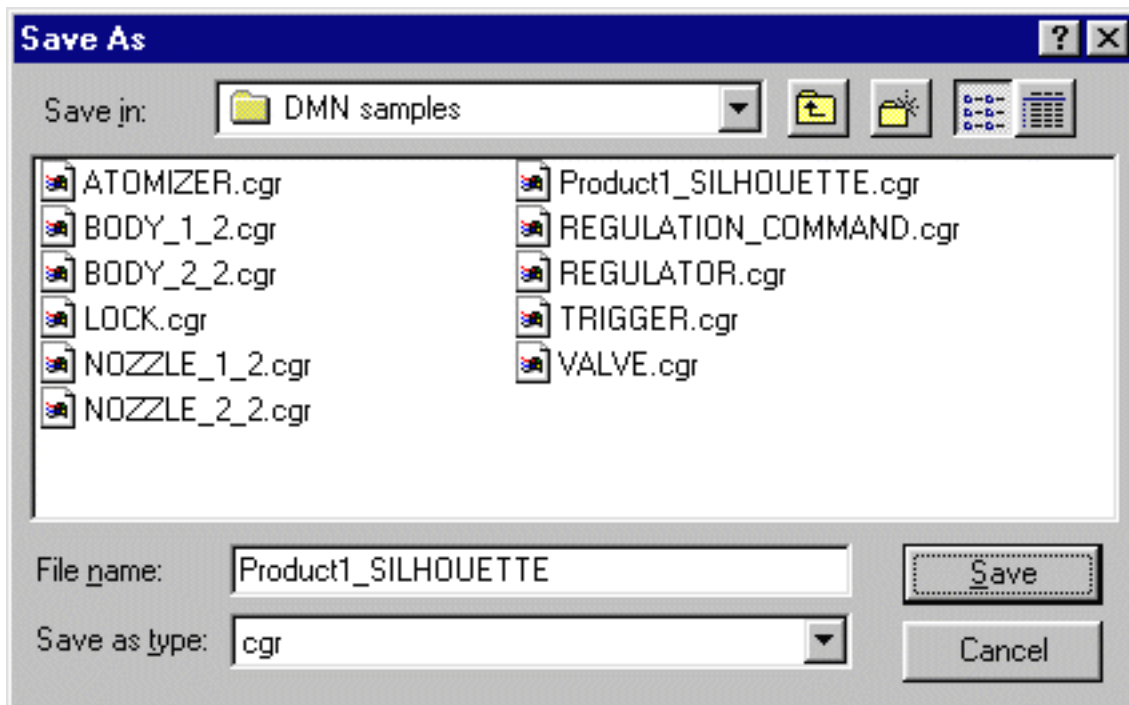 Save As
Save in: DMN samples
ATOMIZER.cgr
BODY_1_2.cgr
BODY_2_2.cgr
LOCK.cgr
NOZZLE_1_2.cgr
NOZZLE_2_2.cgr
Product1_SILHOUETTE.cgr
REGULATION_COMMAND.cgr
REGULATOR.cgr
TRIGGER.cgr
VALVE.cgr
File name: Product1_SILHOUETTE
Save
Save as type: cgr
Cancel